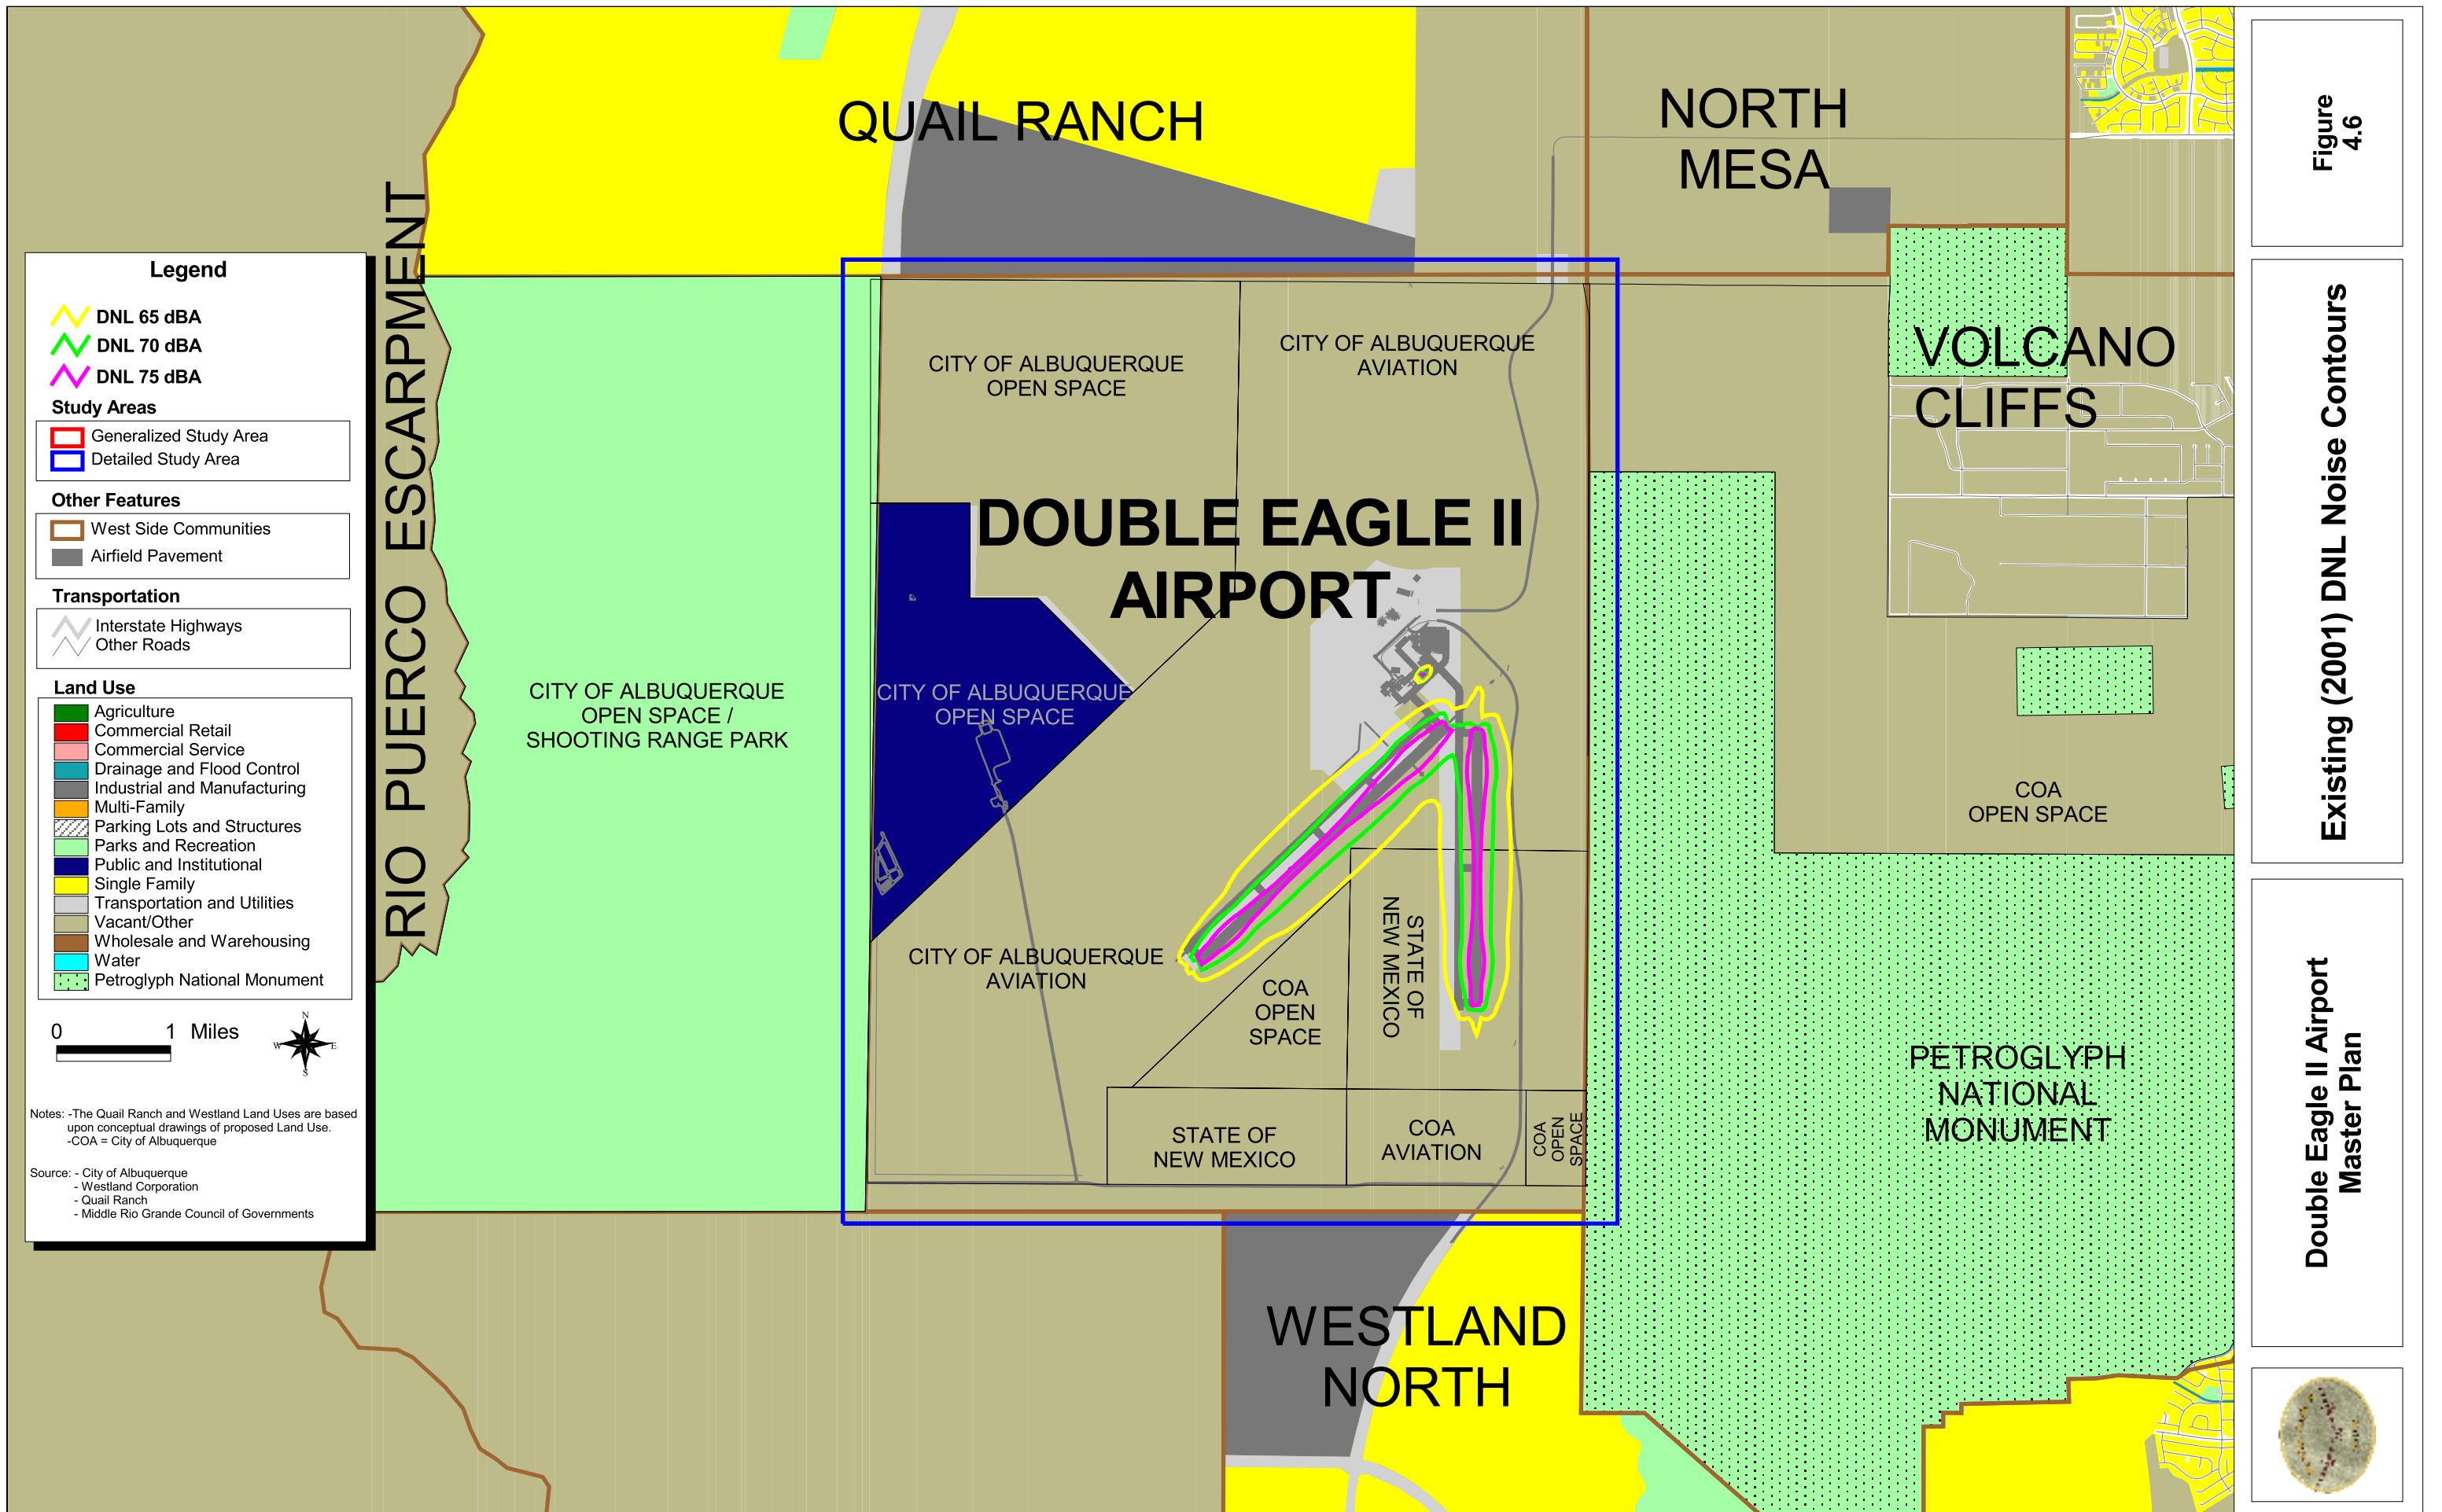 QUAIL RANCH
NORTH
MESA
RIO PUERCO ESCARPMENT
Legend
DNL 65 dBA
DNL 70 dBA
DNL 75 dBA
Study Areas
Generalized Study Area
Detailed Study Area
Other Features
West Side Communities
Airfield Pavement
Transportation
Interstate Highways
Other Roads
Land Use
Agriculture
Commercial Retail
Commercial Service
Drainage and Flood Control
Industrial and Manufacturing
Multi-Family
Parking Lots and Structures
Parks and Recreation
Public and Institutional
Single Family
Transportation and Utilities
Vacant/Other
Wholesale and Warehousing
Water
Petroglyph National Monument
0 1 Miles
N
W E
S
Notes: -The Quail Ranch and Westland Land Uses are based
upon conceptual drawings of proposed Land Use.
-COA = City of Albuquerque
Source: - City of Albuquerque
- Westland Corporation
- Quail Ranch
- Middle Rio Grande Council of Governments
CITY OF ALBUQUERQUE
OPEN SPACE
CITY OF ALBUQUERQUE
AVIATION
VOLCANO
CLIFFS
DOUBLE EAGLE II
AIRPORT
CITY OF ALBUQUERQUE
OPEN SPACE /
SHOOTING RANGE PARK
CITY OF ALBUQUERQUE
OPEN SPACE
COA
OPEN SPACE
CITY OF ALBUQUERQUE
AVIATION
COA
OPEN
SPACE
STATE OF
NEW MEXICO
PETROGLYPH
NATIONAL
MONUMENT
STATE OF
NEW MEXICO
COA
AVIATION
COA
OPEN
SPACE
WESTLAND
NORTH
Figure
4.6
Existing (2001) DNL Noise Contours
Double Eagle II Airport
Master Plan